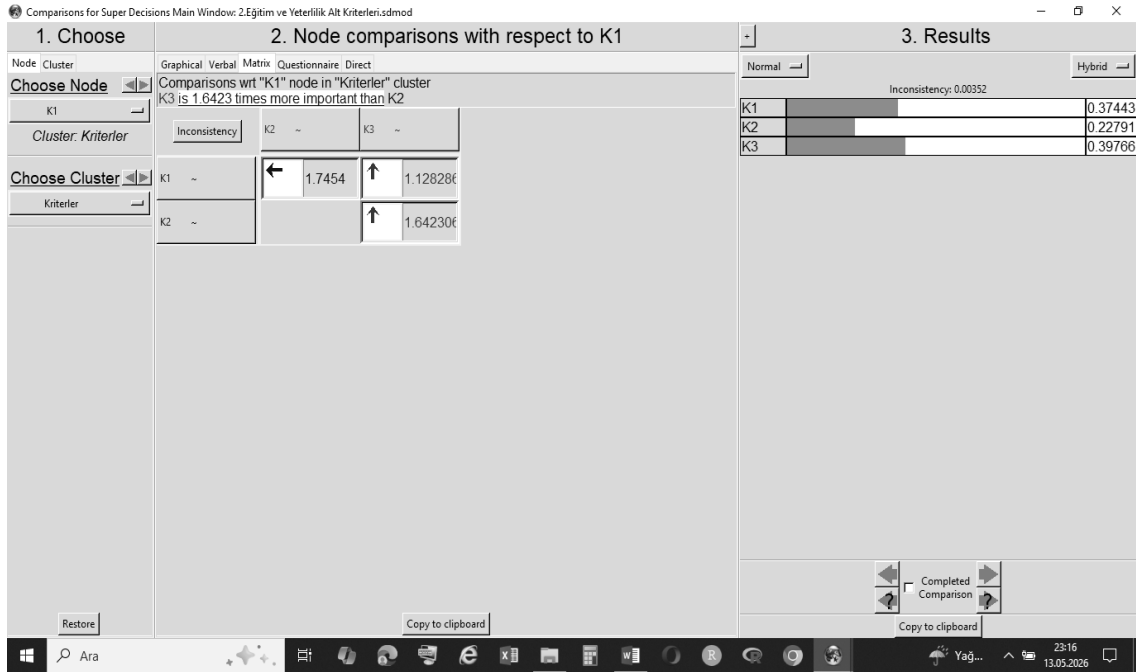 Comparisons for Super Decisions Main Window: 2.Eğitim ve Yeterlilik Alt Kriterleri.sdmod
1. Choose
Node Cluster
Choose Node
K1
Cluster: Kriterler
Choose Cluster
Kriterler
Restore
2. Node comparisons with respect to K1
Graphical Verbal Matrix Questionnaire Direct
Comparisons wrt "K1" node in "Kriterler" cluster
K3 is 1.6423 times more important than K2
Inconsistency K2 ~ K3 ~
K1 ~ 1.7454 1.128286
K2 ~ 1.642306
Copy to clipboard
+ 3. Results
Normal Hybrid
Inconsistency: 0.00352
K1 0.37443
K2 0.22791
K3 0.39766
Completed
Comparison
Copy to clipboard
Ara
Yağ...
23:16
13.05.2026